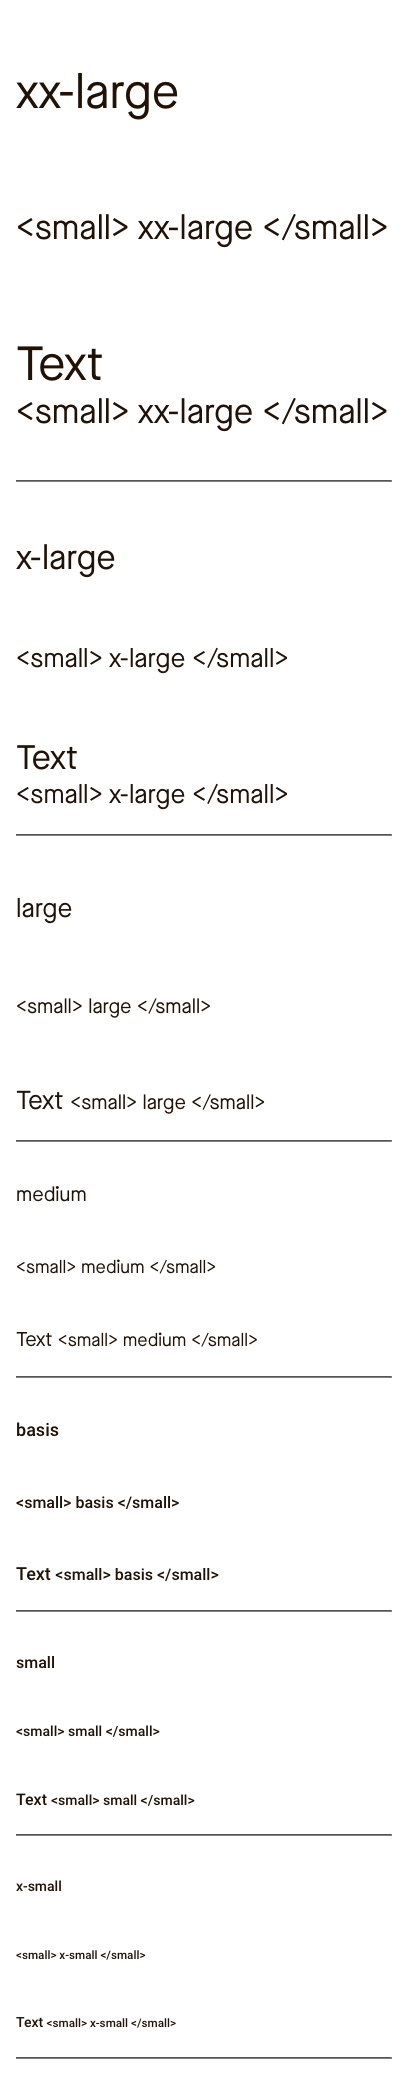 xx-large
<small> xx-large </small>
Text
<small> xx-large </small>
x-large
<small> x-large </small>
Text
<small> x-large </small>
large
<small> large </small>
Text <small> large </small>
medium
<small> medium </small>
Text <small> medium </small>
basis
<small> basis </small>
Text <small> basis </small>
small
<small> small </small>
Text <small> small </small>
x-small
<small> x-small </small>
Text <small> x-small </small>